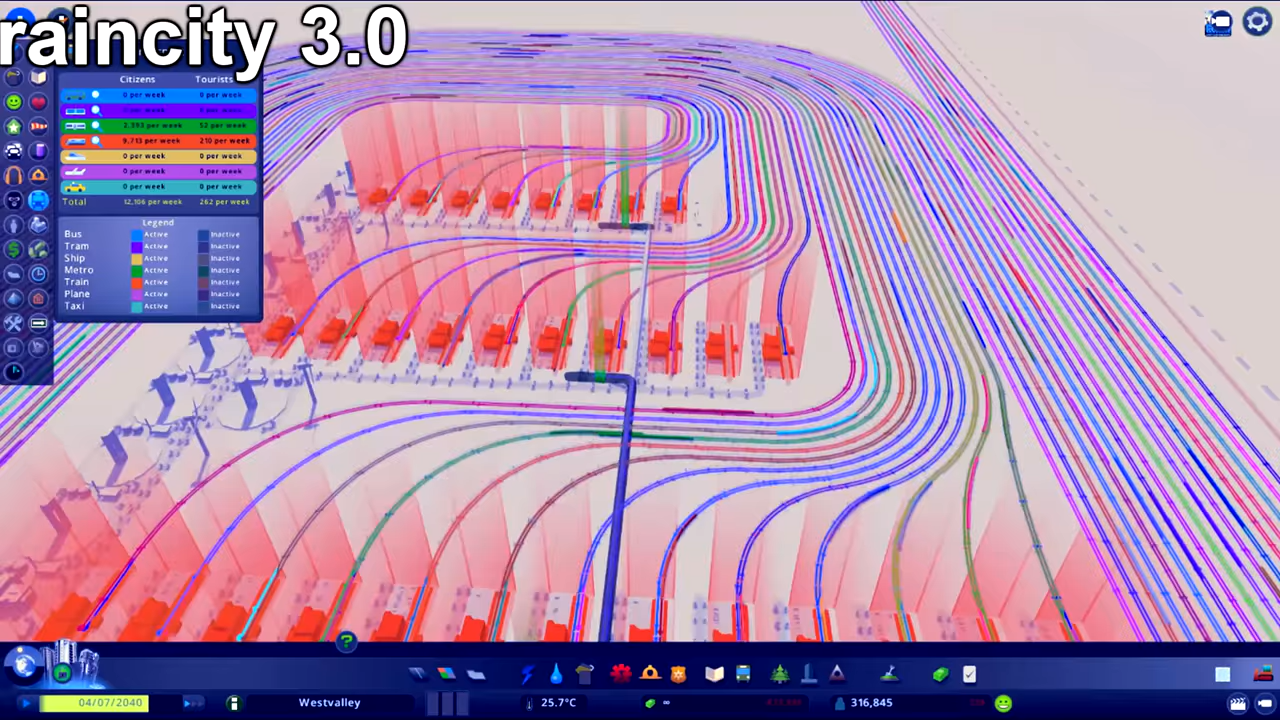 raincity 3.0
Citizens Tourists
0 per week 0 per week
2,393 per week 52 per week
9,713 per week 210 per week
0 per week 0 per week
0 per week 0 per week
0 per week 0 per week
Total 12,106 per week 262 per week
Legend
Bus Active Inactive
Tram Active Inactive
Ship Active Inactive
Metro Active Inactive
Train Active Inactive
Plane Active Inactive
Taxi Active Inactive
?
04/07/2040
Westvalley
25.7°C
∞
316,845